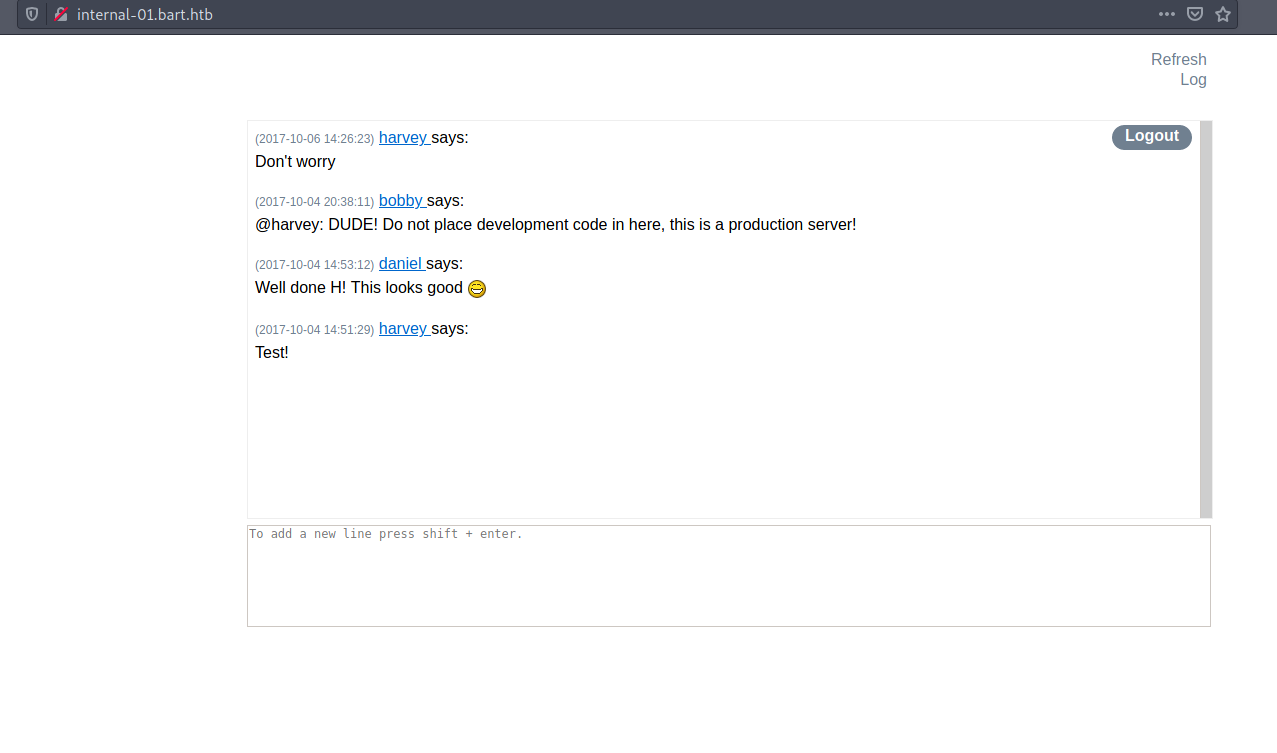 internal-01.bart.htb
Refresh
Log
(2017-10-06 14:26:23) harvey says:
Logout
Don't worry
(2017-10-04 20:38:11) bobby says:
@harvey: DUDE! Do not place development code in here, this is a production server!
(2017-10-04 14:53:12) daniel says:
Well done H! This looks good
(2017-10-04 14:51:29) harvey says:
Test!
To add a new line press shift + enter.